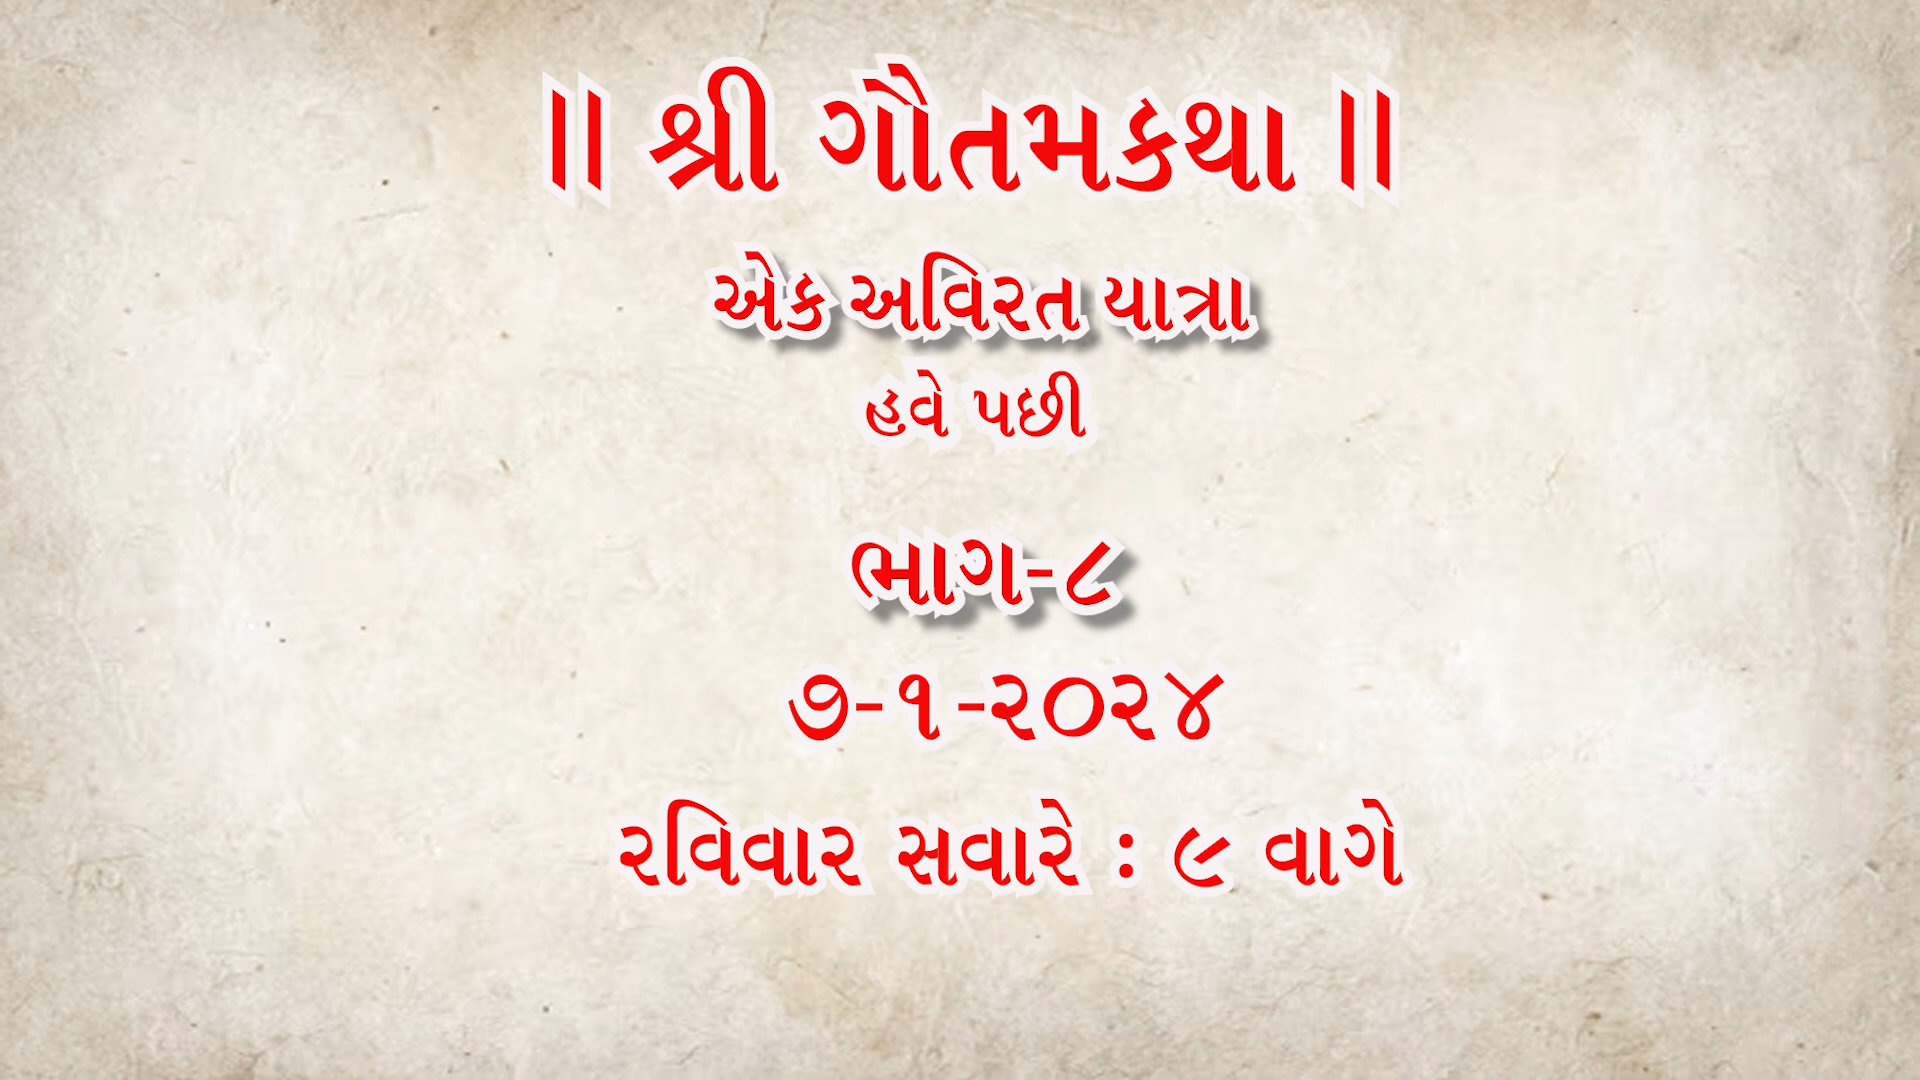 ॥ શ્રી ગૌતમકથા ॥
એક અવિરત યાત્રા
હવે પછી
ભાગ-૮
૭-૧-૨૦૨૪
રવિવાર સવારે : ૯ વાગે